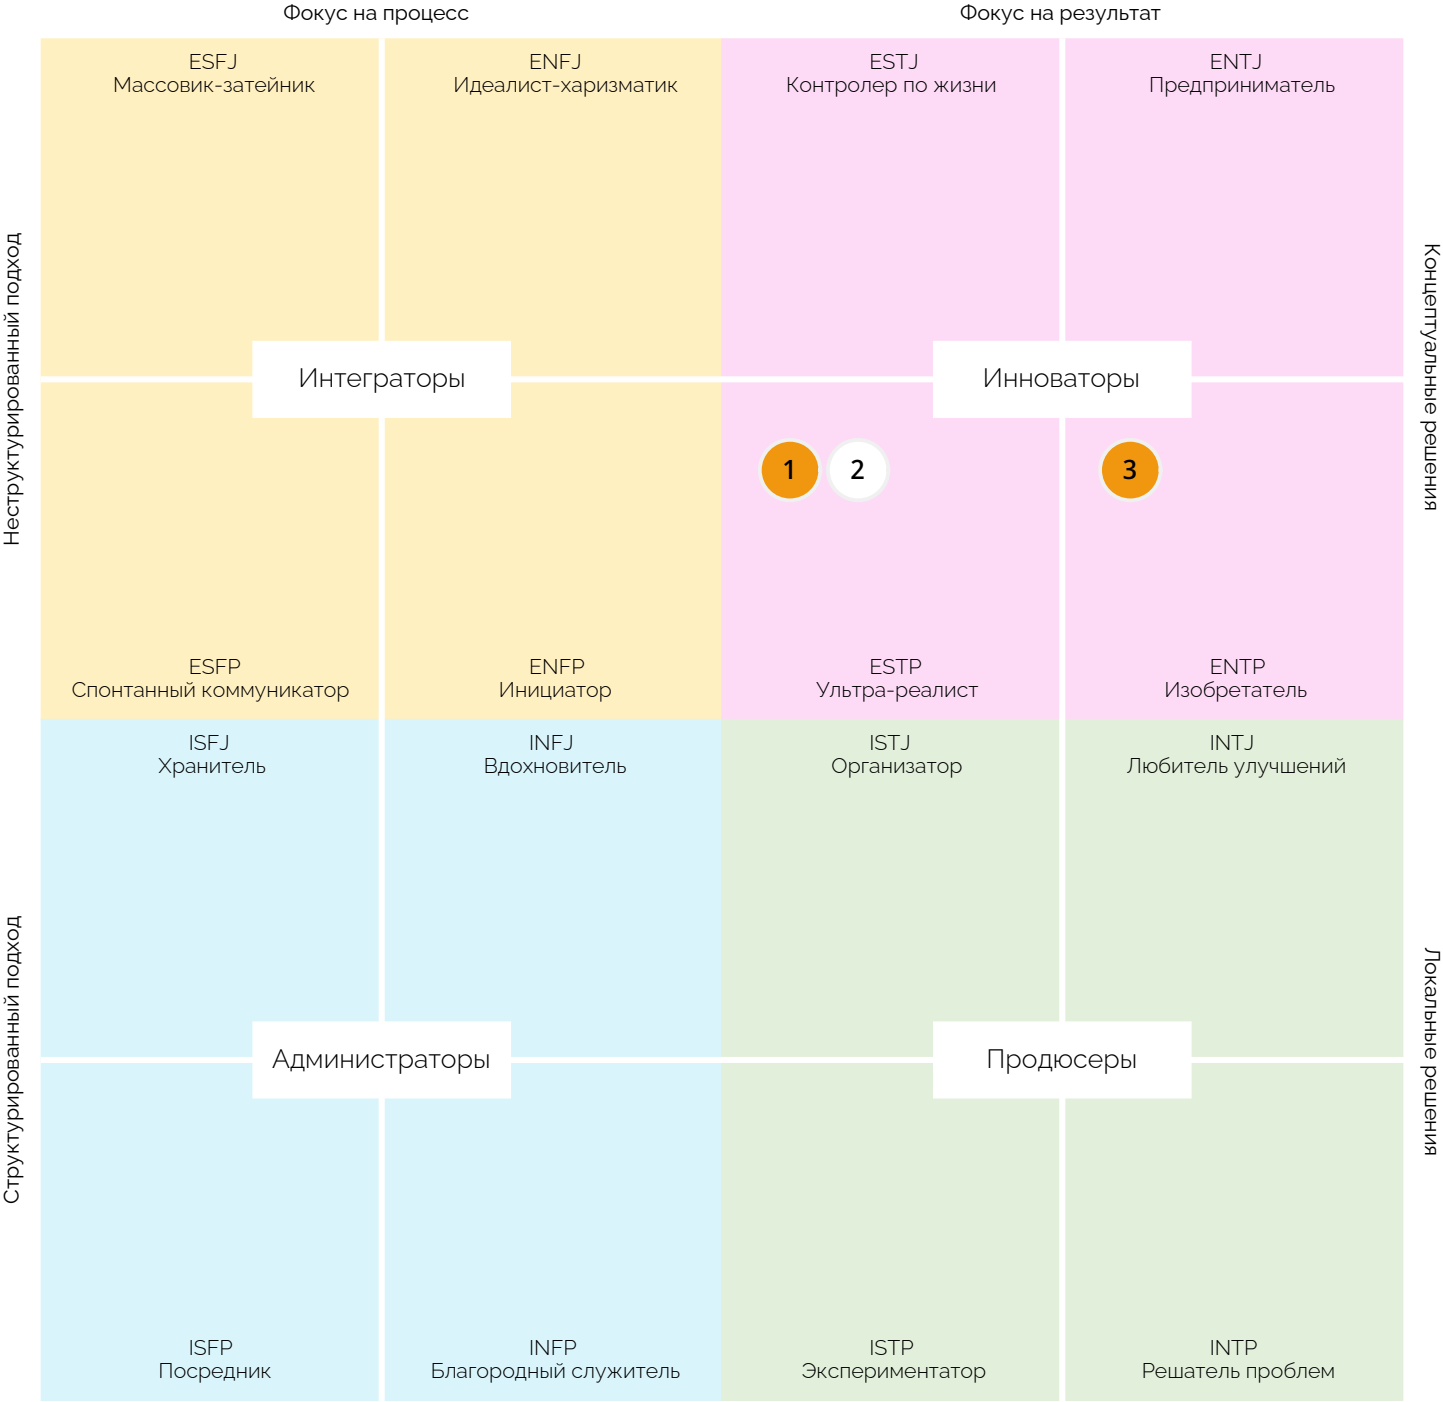 Фокус на процесс
Фокус на результат
ESFJ
Массовик-затейник
ENFJ
Идеалист-харизматик
ESTJ
Контролер по жизни
ENTJ
Предприниматель
Неструктурированный подход
Концептуальные решения
Интеграторы
Инноваторы
1
2
3
ESFP
Спонтанный коммуникатор
ENFP
Инициатор
ESTP
Ультра-реалист
ENTP
Изобретатель
ISFJ
Хранитель
INFJ
Вдохновитель
ISTJ
Организатор
INTJ
Любитель улучшений
Структурированный подход
Локальные решения
Администраторы
Продюсеры
ISFP
Посредник
INFP
Благородный служитель
ISTP
Экспериментатор
INTP
Решатель проблем